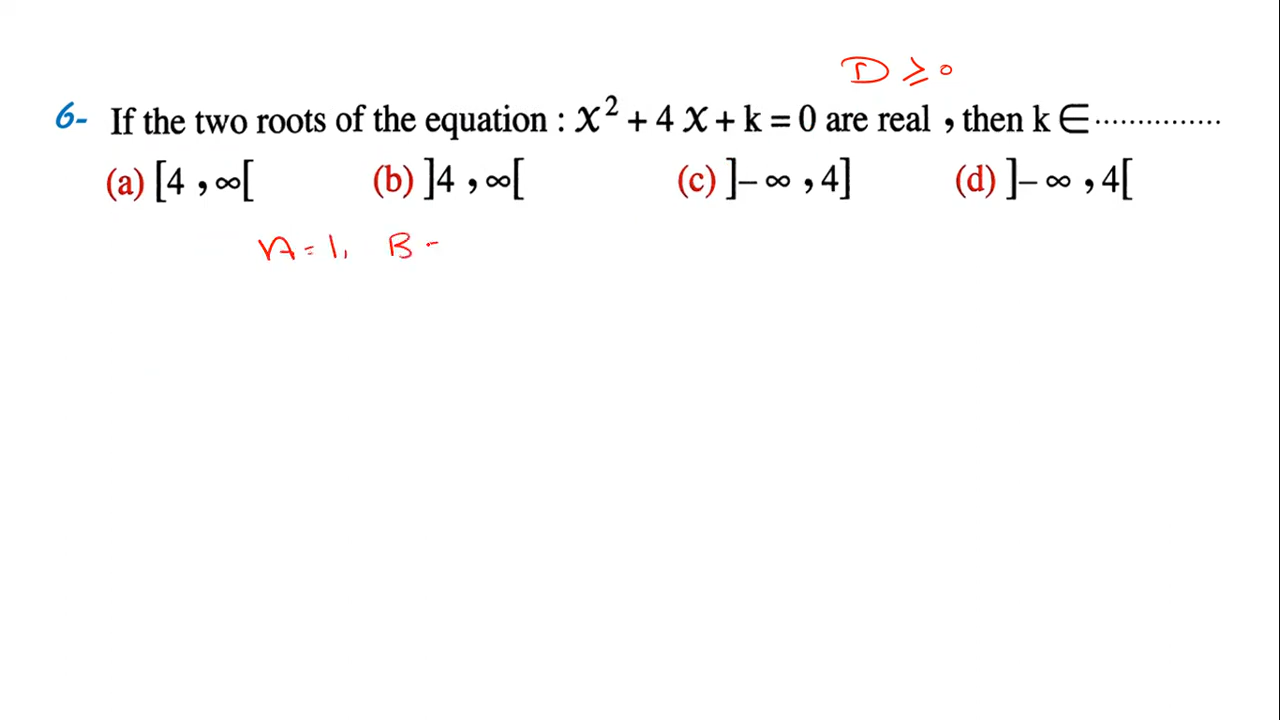 D ≥ 0
6- If the two roots of the equation : x² + 4 x + k = 0 are real , then k ∈ ...............
(a) [4 , ∞[ (b) ]4 , ∞[ (c) ]– ∞ , 4] (d) ]– ∞ , 4[
A = 1, B -